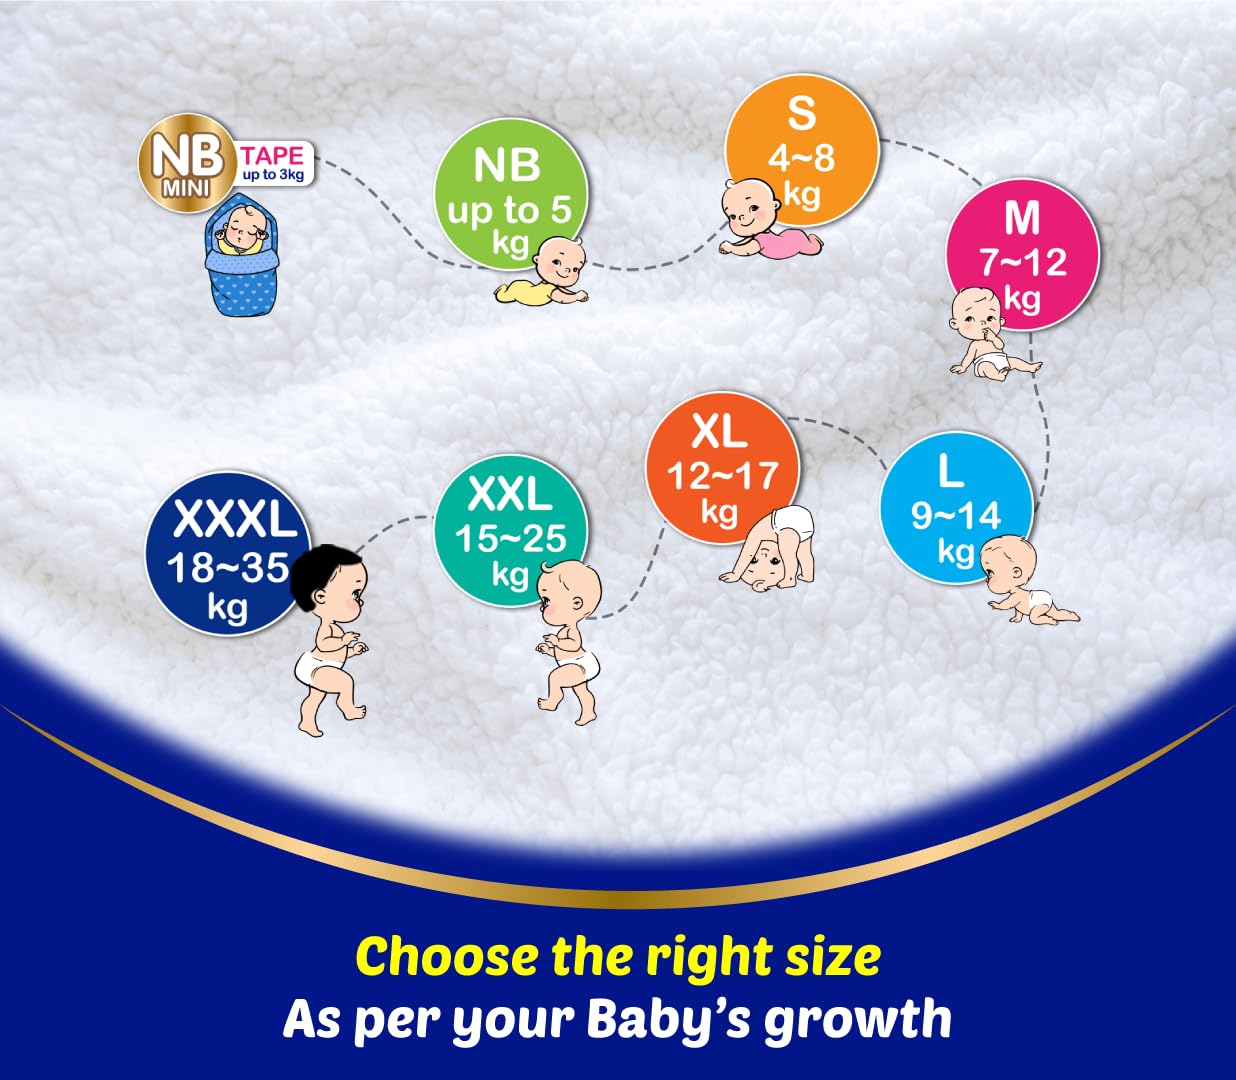 NB
MINI
TAPE
up to 3kg
NB
up to 5
kg
S
4~8
kg
M
7~12
kg
L
9~14
kg
XL
12~17
kg
XXL
15~25
kg
XXXL
18~35
kg
Choose the right size
As per your Baby's growth